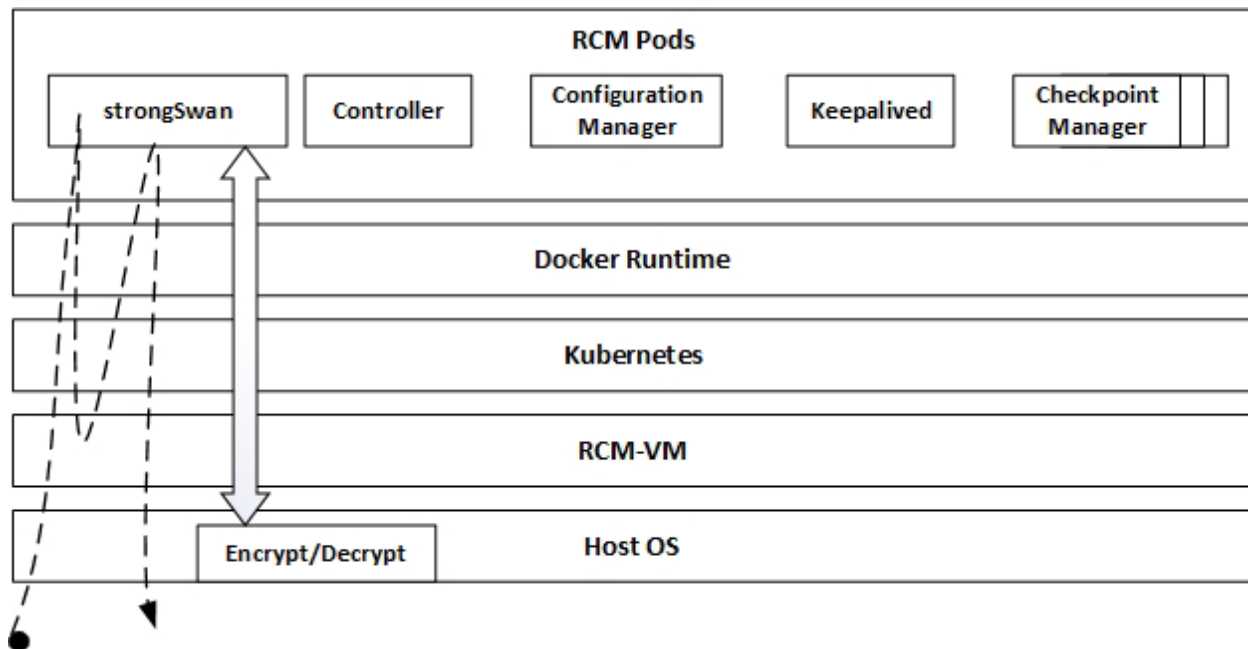 RCM Pods
strongSwan
Controller
Configuration
Manager
Keepalived
Checkpoint
Manager
Docker Runtime
Kubernetes
RCM-VM
Host OS
Encrypt/Decrypt